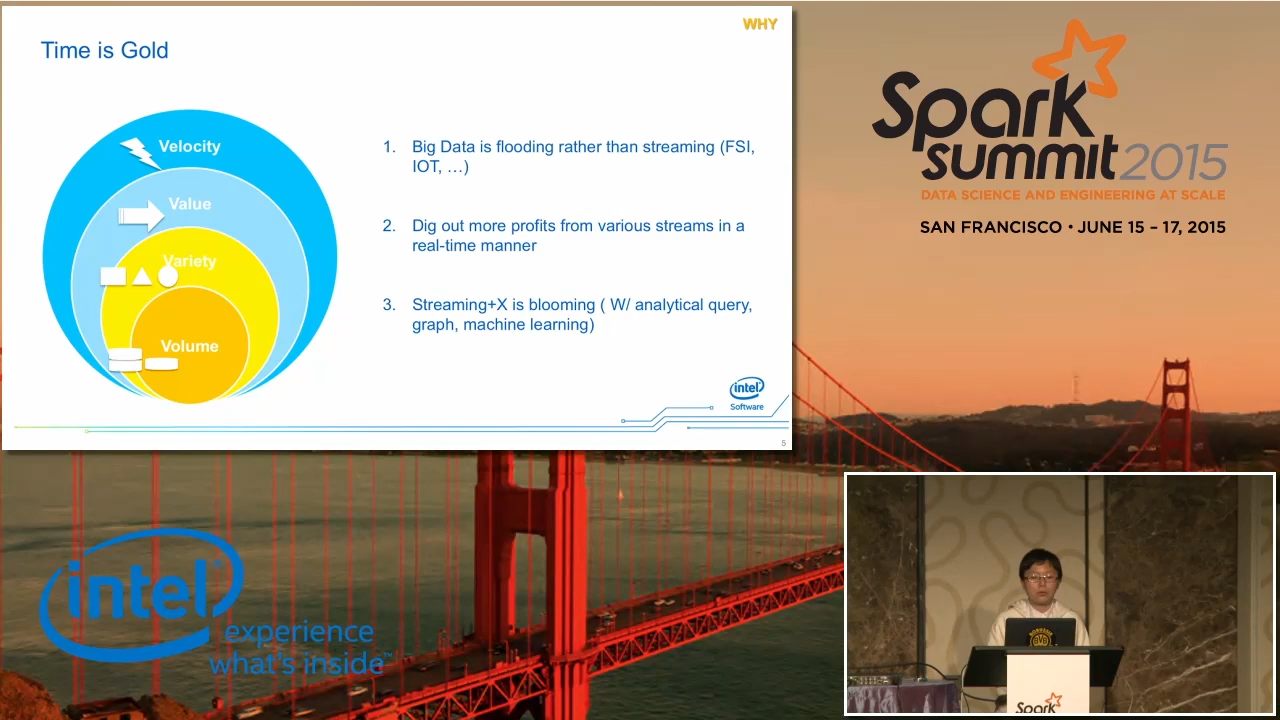 WHY
Time is Gold
Velocity
Value
Variety
Volume
1. Big Data is flooding rather than streaming (FSI,
IOT, …)
2. Dig out more profits from various streams in a
real-time manner
3. Streaming+X is blooming ( W/ analytical query,
graph, machine learning)
intel
Software
5
Spark
summit 2015
DATA SCIENCE AND ENGINEERING AT SCALE
SAN FRANCISCO • JUNE 15 – 17, 2015
intel®
experience
what's inside™
BVB
Spark